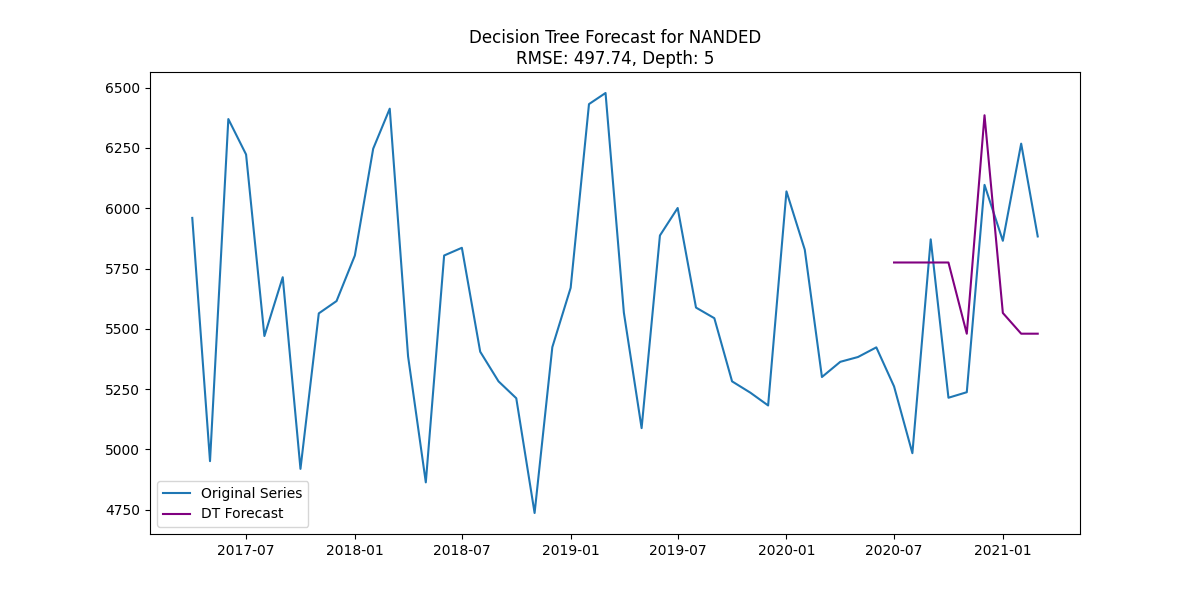 Decision Tree Forecast for NANDED
RMSE: 497.74, Depth: 5
6500
6250
6000
5750
5500
5250
5000
4750
Original Series
DT Forecast
2017-07 2018-01 2018-07 2019-01 2019-07 2020-01 2020-07 2021-01